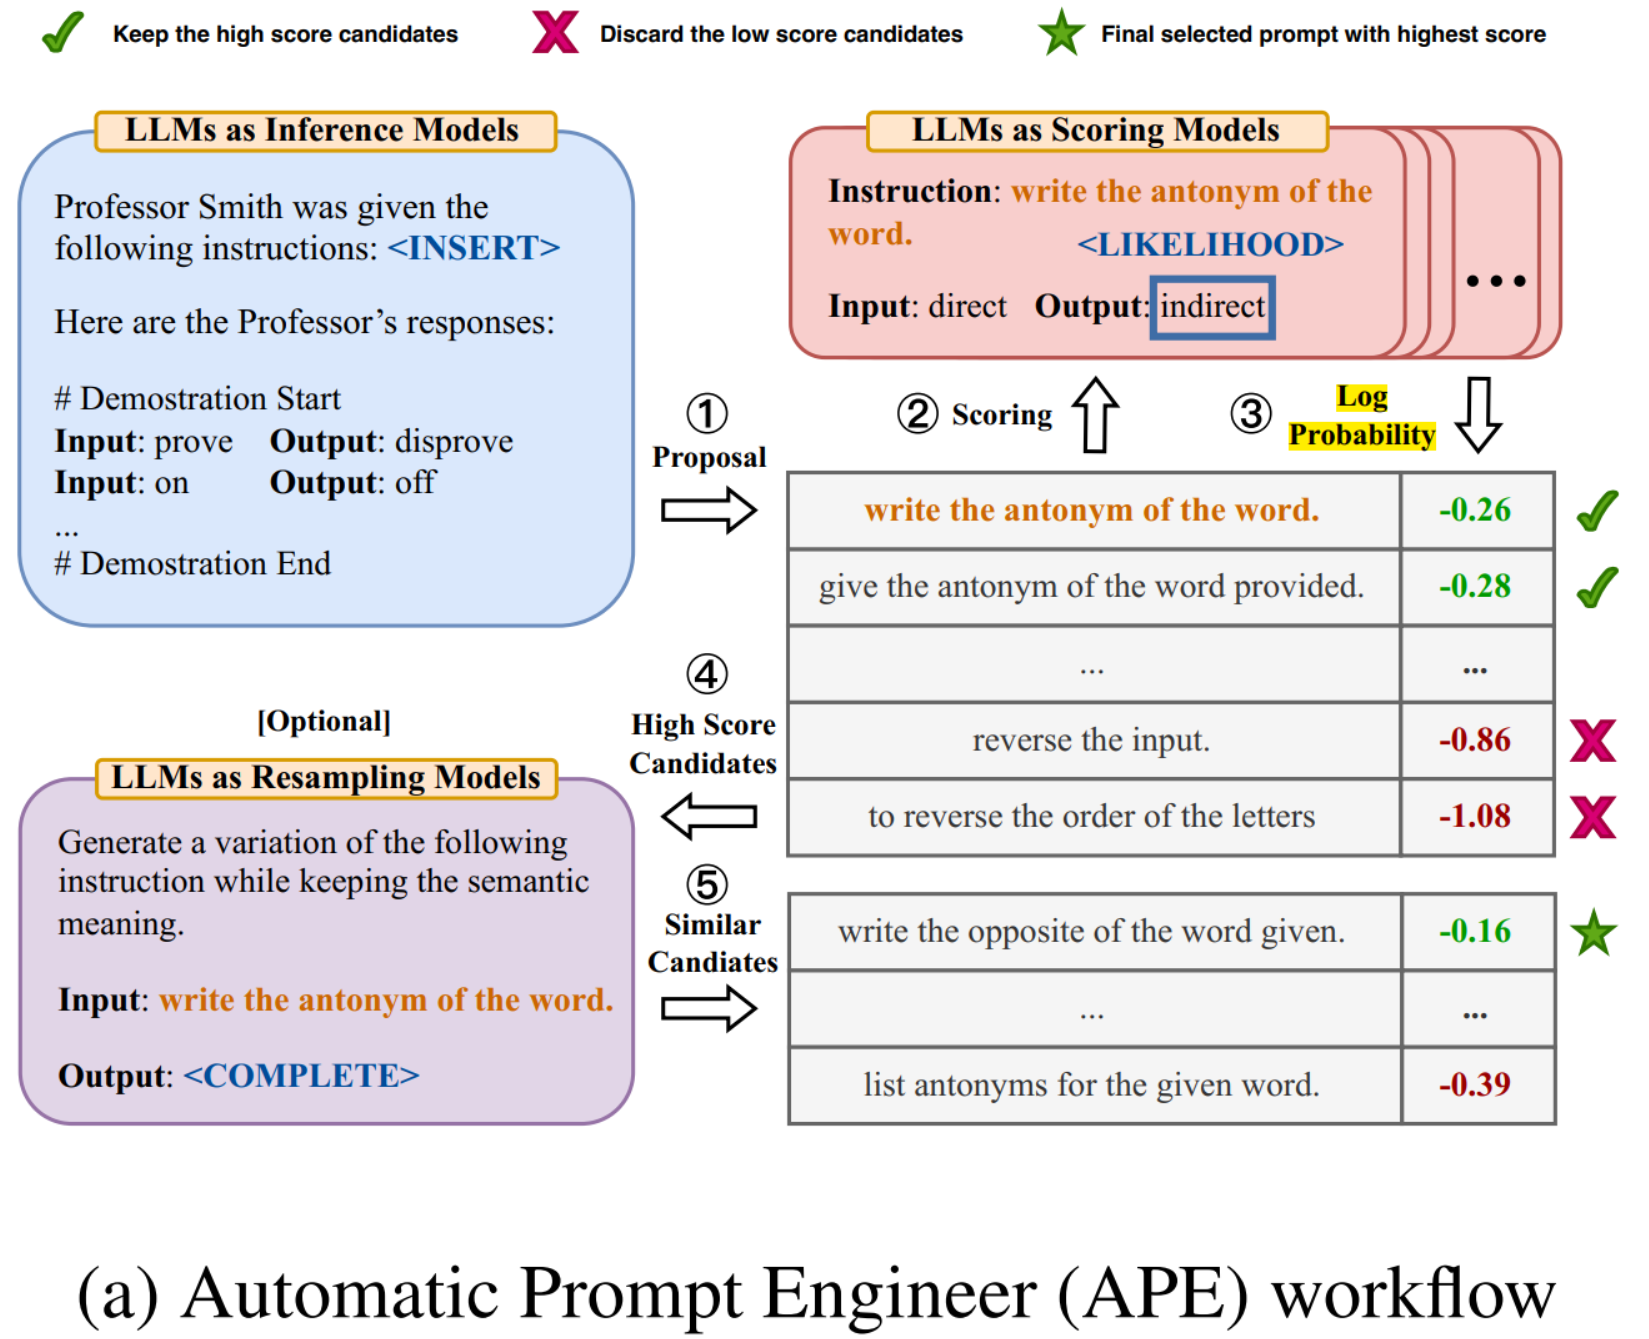 Keep the high score candidates
Discard the low score candidates
Final selected prompt with highest score
LLMs as Inference Models
Professor Smith was given the
following instructions: <INSERT>
Here are the Professor’s responses:
# Demostration Start
Input: prove Output: disprove
Input: on Output: off
...
# Demostration End
LLMs as Scoring Models
Instruction: write the antonym of the
word.
<LIKELIHOOD>
Input: direct Output: indirect
...
① Proposal
② Scoring
③ Log
Probability
write the antonym of the word. -0.26
give the antonym of the word provided. -0.28
... ...
reverse the input. -0.86
to reverse the order of the letters -1.08
④
High Score
Candidates
[Optional]
LLMs as Resampling Models
Generate a variation of the following
instruction while keeping the semantic
meaning.
Input: write the antonym of the word.
Output: <COMPLETE>
⑤
Similar
Candiates
write the opposite of the word given. -0.16
... ...
list antonyms for the given word. -0.39
(a) Automatic Prompt Engineer (APE) workflow